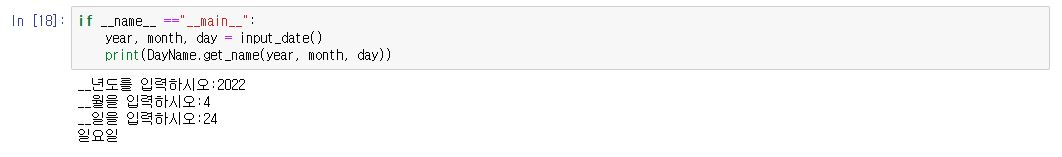 In [18]: if __name__ =="__main__":
year, month, day = input_date()
print(DayName.get_name(year, month, day))
__년도를 입력하시오:2022
__월을 입력하시오:4
__일을 입력하시오:24
일요일